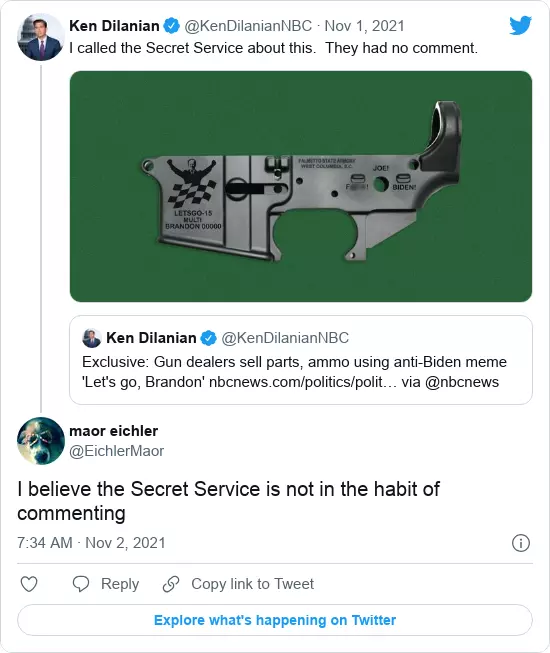 Ken Dilanian @KenDilanianNBC · Nov 1, 2021
I called the Secret Service about this. They had no comment.
PALMETTO STATE ARMORY
WEST COLUMBIA, S.C.
JOE!
BIDEN!
LETSGO-15
MULTI
BRANDON 00000
Ken Dilanian @KenDilanianNBC
Exclusive: Gun dealers sell parts, ammo using anti-Biden meme
'Let's go, Brandon' nbcnews.com/politics/polit… via @nbcnews
maor eichler
@EichlerMaor
I believe the Secret Service is not in the habit of
commenting
7:34 AM · Nov 2, 2021
Reply
Copy link to Tweet
Explore what's happening on Twitter